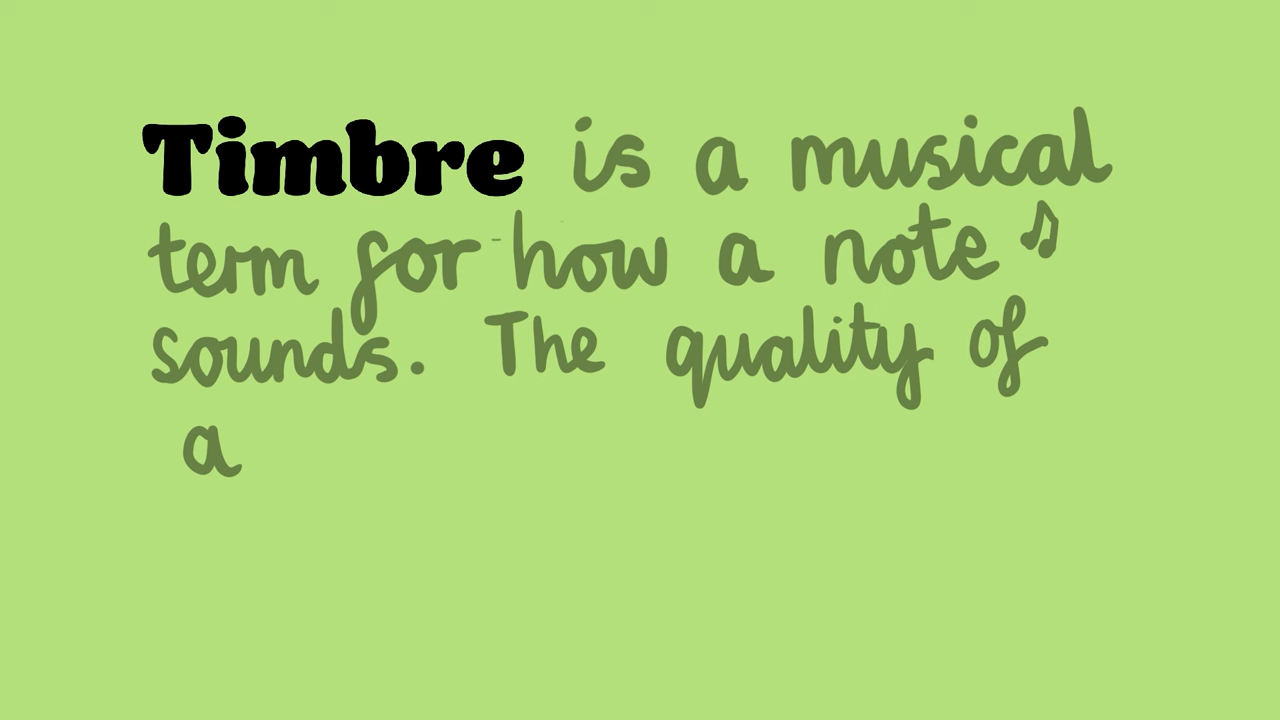 Timbre is a musical
term for how a note ♪
sounds. The quality of
a